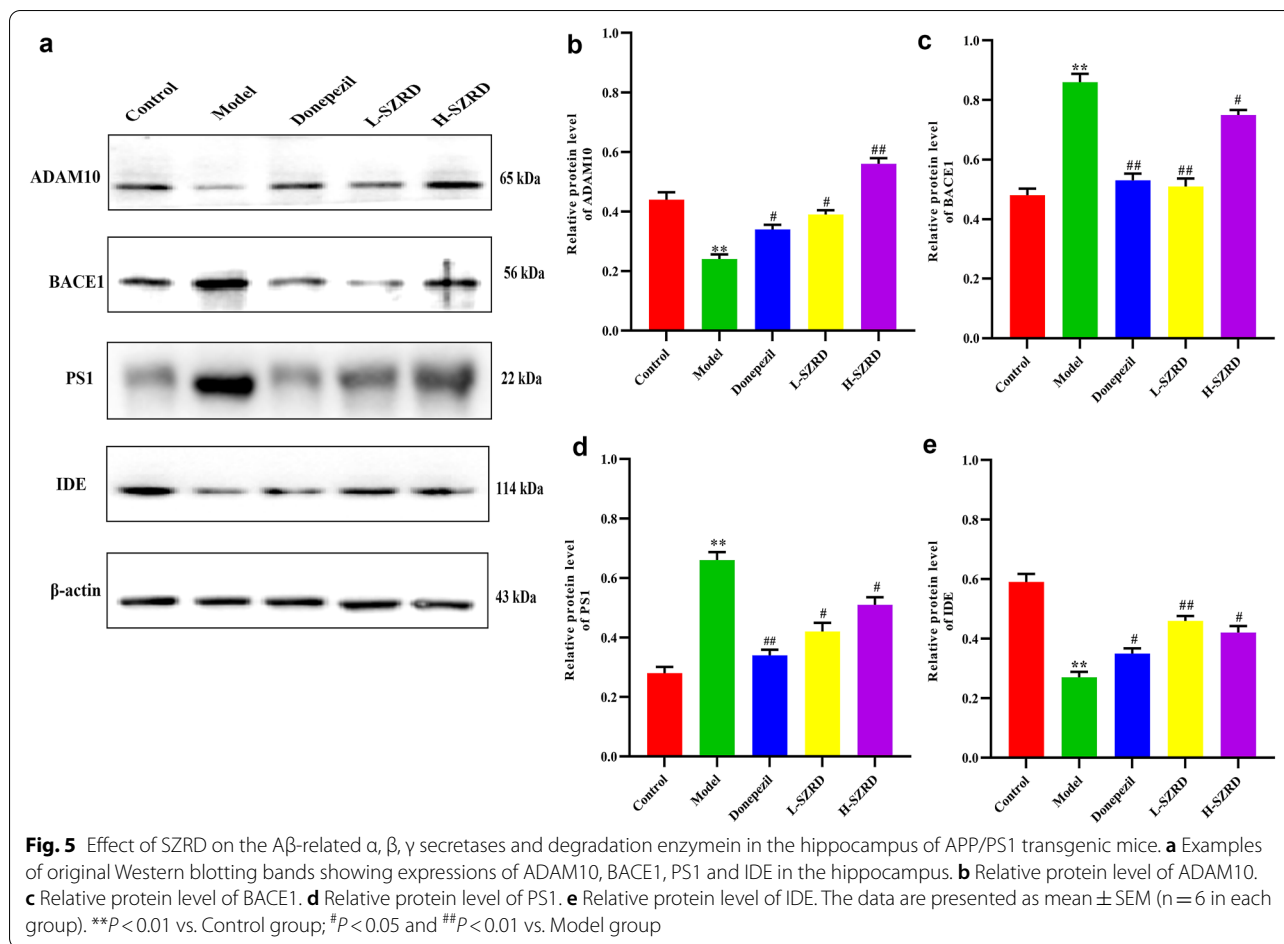 a
Control
Model
Donepezil
L-SZRD
H-SZRD
ADAM10
65 kDa
BACE1
56 kDa
PS1
22 kDa
IDE
114 kDa
β-actin
43 kDa
b
Relative protein level
of ADAM10
1.0
0.8
0.6
0.4
0.2
0.0
**
#
#
##
Control
Model
Donepezil
L-SZRD
H-SZRD
c
Relative protein level
of BACE1
1.0
0.8
0.6
0.4
0.2
0.0
**
##
##
#
Control
Model
Donepezil
L-SZRD
H-SZRD
d
Relative protein level
of PS1
1.0
0.8
0.6
0.4
0.2
0.0
**
##
#
#
Control
Model
Donepezil
L-SZRD
H-SZRD
e
Relative protein level
of IDE
1.0
0.8
0.6
0.4
0.2
0.0
**
#
##
#
Control
Model
Donepezil
L-SZRD
H-SZRD
Fig. 5 Effect of SZRD on the Aβ-related α, β, γ secretases and degradation enzymein in the hippocampus of APP/PS1 transgenic mice. a Examples
of original Western blotting bands showing expressions of ADAM10, BACE1, PS1 and IDE in the hippocampus. b Relative protein level of ADAM10.
c Relative protein level of BACE1. d Relative protein level of PS1. e Relative protein level of IDE. The data are presented as mean ± SEM (n = 6 in each
group). **P < 0.01 vs. Control group; #P < 0.05 and ##P < 0.01 vs. Model group